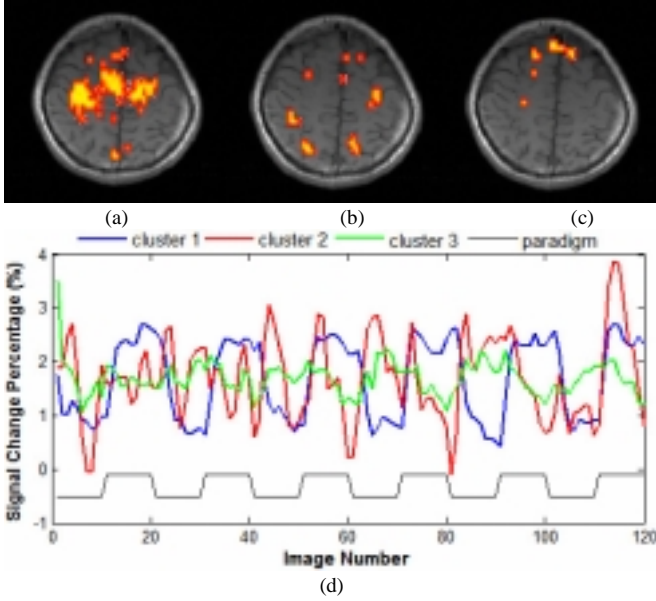 (a) (b) (c)
cluster 1 cluster 2 cluster 3 paradigm
4
3
2
1
0
-1
Signal Change Percentage (%)
0 20 40 60 80 100 120
Image Number
(d)